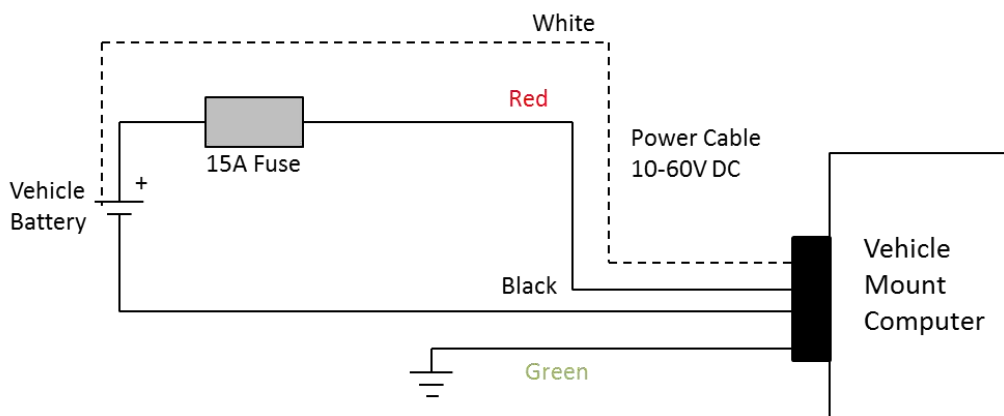 White
Red
15A Fuse
Power Cable
10-60V DC
+
Vehicle
Battery
Black
Vehicle
Mount
Computer
Green